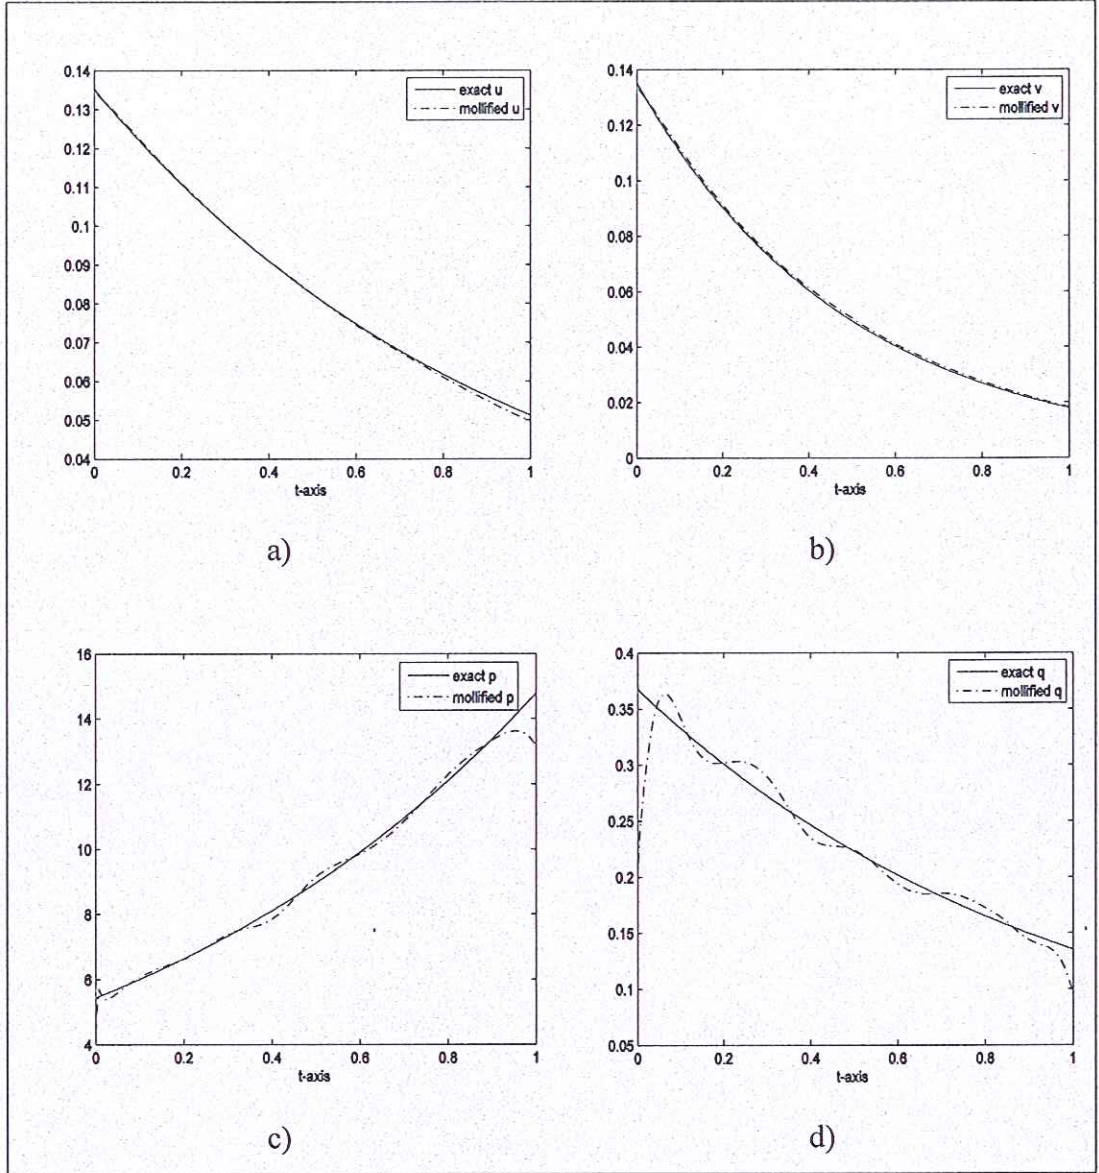 0.14
0.13
0.12
0.11
0.1
0.09
0.08
0.07
0.06
0.05
0.04
0 0.2 0.4 0.6 0.8 1
t-axis
exact u
mollified u
a)
0.14
0.12
0.1
0.08
0.06
0.04
0.02
0
0 0.2 0.4 0.6 0.8 1
t-axis
exact v
mollified v
b)
16
14
12
10
8
6
4
0 0.2 0.4 0.6 0.8 1
t-axis
exact p
mollified p
c)
0.4
0.35
0.3
0.25
0.2
0.15
0.1
0.05
0 0.2 0.4 0.6 0.8 1
t-axis
exact q
mollified q
d)